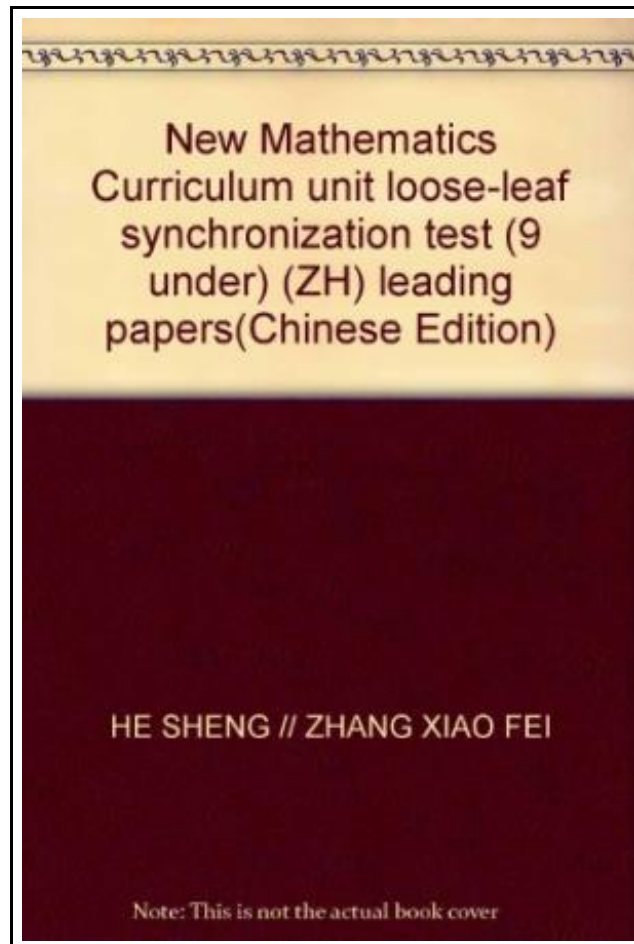 New Mathematics
Curriculum unit loose-leaf
synchronization test (9
under) (ZH) leading
papers(Chinese Edition)
HE SHENG // ZHANG XIAO FEI
Note: This is not the actual book cover